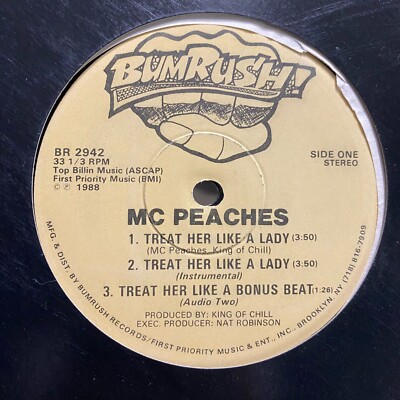 BUMRUSH!
BR 2942
33 1/3 RPM
Top Billin Music (ASCAP)
First Priority Music (BMI)
© ℗ 1988
SIDE ONE
STEREO
MC PEACHES
1. TREAT HER LIKE A LADY (3:50)
(MC Peaches, King of Chill)
2. TREAT HER LIKE A LADY (3:50)
(Instrumental)
3. TREAT HER LIKE A BONUS BEAT (1:26)
(Audio Two)
PRODUCED BY: KING OF CHILL
EXEC. PRODUCER: NAT ROBINSON
MFG. & DIST. BY BUMRUSH RECORDS/FIRST PRIORITY MUSIC & ENT., INC., BROOKLYN, NY (718) 816-7909